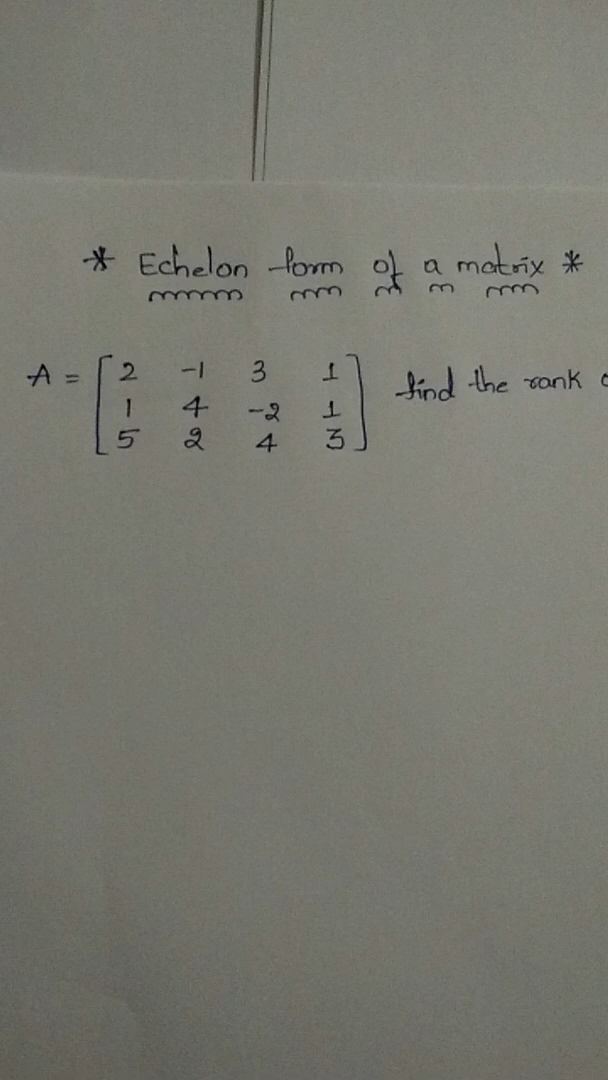 * Echelon form of a matrix *
A = [ 2 -1 3 1 find the rank
1 4 -2 1
5 2 4 3 ]